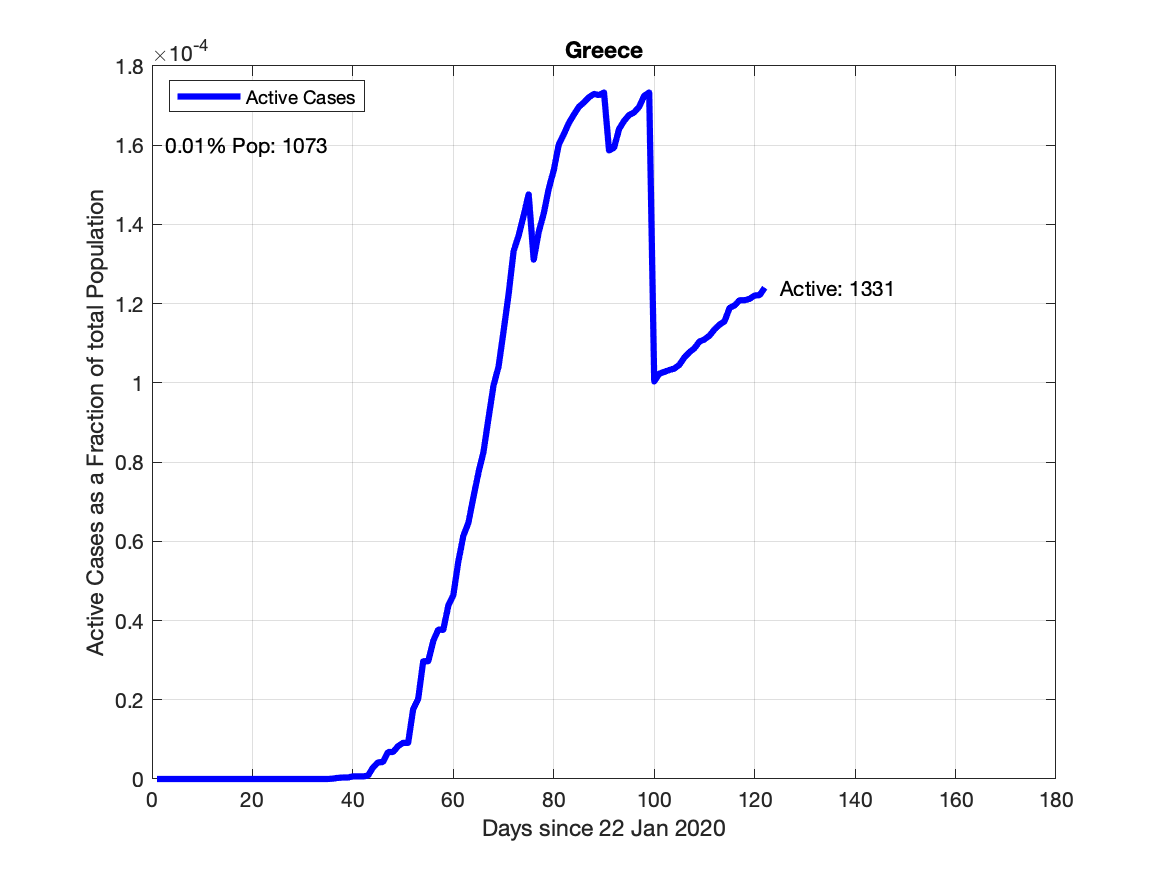 Greece
×10-4
Active Cases
0.01% Pop: 1073
Active: 1331
Active Cases as a Fraction of total Population
1.8
1.6
1.4
1.2
1
0.8
0.6
0.4
0.2
0
0 20 40 60 80 100 120 140 160 180
Days since 22 Jan 2020